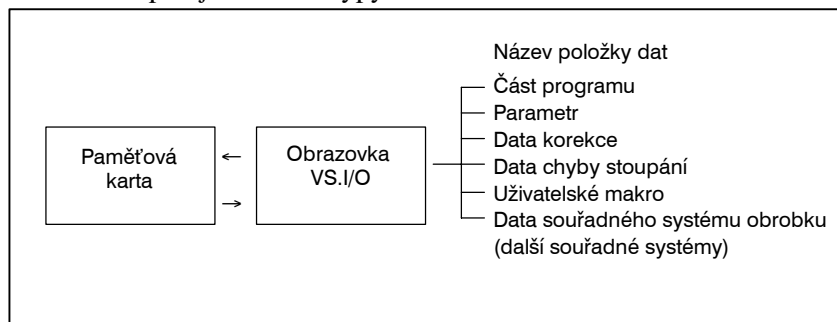 Název položky dat
Část programu
Parametr
Data korekce
Data chyby stoupání
Uživatelské makro
Data souřadného systému obrobku
(další souřadné systémy)
Paměťová
karta
Obrazovka
VS.I/O